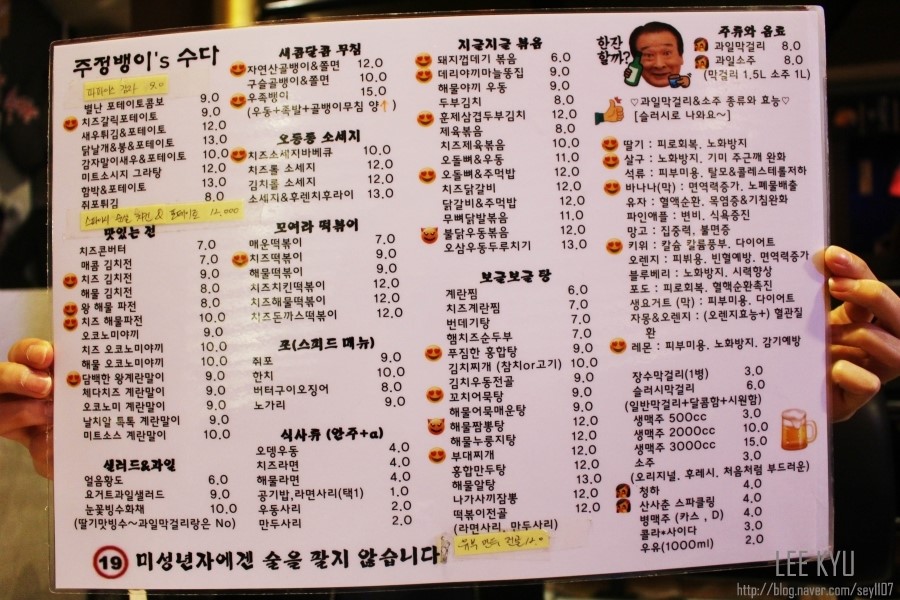 주정뱅이's 수다
별난 포테이토콤보 9.0
치즈갈릭포테이토 9.0
새우튀김&포테이토 12.0
닭날개&봉&포테이토 13.0
감자말이새우&포테이토 10.0
미트소시지 그라탕 12.0
함박&포테이토 13.0
쥐포튀김 8.0
12,000
맛있는 전
치즈콘버터 7.0
매콤 김치전 7.0
치즈 김치전 9.0
해물 김치전 8.0
왕 해물 파전 8.0
치즈 해물파전 10.0
오코노미야끼 9.0
치즈 오코노미야끼 10.0
해물 오코노미야끼 10.0
담백한 왕계란말이 9.0
체다치즈 계란말이 9.0
오코노미 계란말이 9.0
날치알 톡톡 계란말이 9.0
미트소스 계란말이 10.0
샐러드&과일
얼음황도 6.0
요거트과일샐러드 9.0
눈꽃빙수화채 10.0
(딸기맛빙수~과일막걸리랑은 No)
새콤달콤 무침
자연산골뱅이&쫄면 12.0
구슬골뱅이&쫄면 10.0
우족뱅이 15.0
(우동+족발+골뱅이무침 양↑)
오동통 소세지
치즈소세지바베큐 10.0
치즈롤 소세지 12.0
김치롤 소세지 12.0
소세지&후렌치후라이 13.0
모여라 떡볶이
매운떡볶이 7.0
치즈떡볶이 9.0
해물떡볶이 9.0
치즈치킨떡볶이 12.0
치즈해물떡볶이 12.0
치즈돈까스떡볶이 12.0
포(스피드 메뉴)
쥐포 9.0
한치 10.0
버터구이오징어 8.0
노가리 9.0
식사류 (안주+a)
오뎅우동 4.0
치즈라면 4.0
해물라면 4.0
공기밥,라면사리(택1) 1.0
우동사리 2.0
만두사리 2.0
지글지글 볶음
돼지껍데기 볶음 6.0
데리야끼마늘똥집 9.0
해물야끼 우동 9.0
두부김치 8.0
훈제삼겹두부김치 12.0
제육볶음 8.0
치즈제육볶음 10.0
오돌뼈&우동 11.0
오돌뼈&주먹밥 12.0
치즈닭갈비 12.0
닭갈비&주먹밥 12.0
무뼈닭발볶음 11.0
불닭우동볶음 12.0
오삼우동두루치기 13.0
보글보글 탕
계란찜 6.0
치즈계란찜 7.0
번데기탕 7.0
햄치즈순두부 9.0
푸짐한 홍합탕 9.0
김치찌개 (참치or고기) 10.0
김치우동전골 9.0
꼬치어묵탕 9.0
해물어묵매운탕 9.0
해물짬뽕탕 12.0
해물누룽지탕 12.0
부대찌개 12.0
홍합만두탕 12.0
해물알탕 13.0
나가사끼짬뽕 12.0
떡볶이전골 12.0
(라면사리, 만두사리)
한잔
할까?
주류와 음료
과일막걸리 8.0
과일소주 8.0
(막걸리 1.5L 소주 1L)
♡과일막걸리&소주 종류와 효능♡
[슬러시로 나와요~]
딸기 : 피로회복, 노화방지
살구 : 노화방지, 기미 주근깨 완화
석류 : 피부미용, 탈모&콜레스테롤저하
바나나(막) : 면역력증가, 노폐물배하
유자 : 혈액순환, 목염증&기침완화
파인애플 : 변비, 식욕증진
망고 : 집중력, 불면증
키위 : 칼슘 칼륨풍부, 다이어트
오렌지 : 피뷔용, 빈혈예방, 면역력증가
블루베리 : 노화방지, 시력향상
포도 : 피로회복, 혈액순환촉진
생요거트 (막) : 피부미용, 다이어트
자몽&오렌지 : (오렌지효능+) 혈관질
환
레몬 : 피부미용, 노화방지, 감기예방
장수막걸리(1병) 3.0
슬러시막걸리 6.0
(일반막걸리+달콤함+시원함)
생맥주 500cc 3.0
생맥주 2000cc 10.0
생맥주 3000cc 15.0
소주 3.0
(오리지널, 후레시, 처음처럼 부드러운)
청하 4.0
산사춘 스파클링 4.0
병맥주 (카스 , D) 4.0
콜라*사이다 3.0
우유(1000ml) 2.0
19 미성년자에겐 술을 팔지 않습니다.
LEE KYU
http://blog.naver.com/sey1107